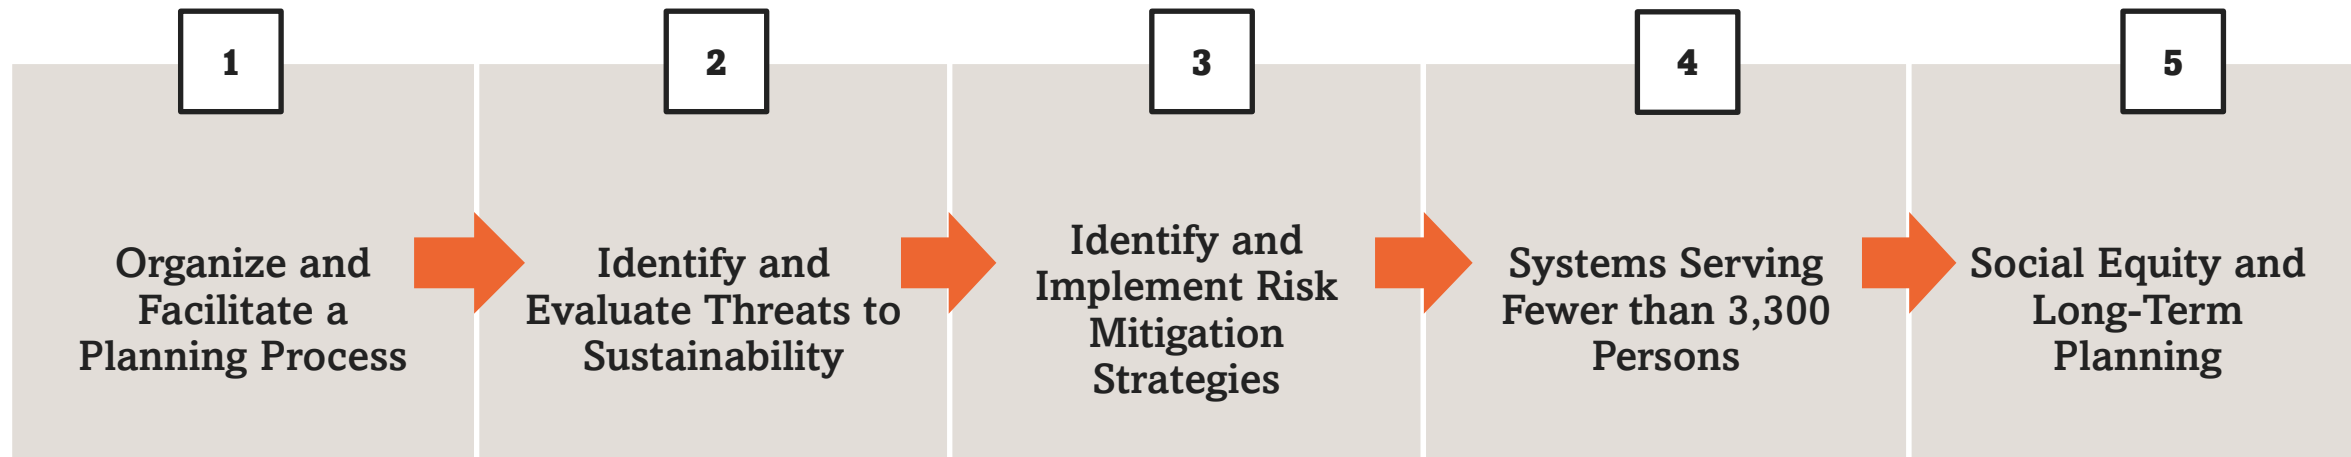 1
Organize and
Facilitate a
Planning Process
2
Identify and
Evaluate Threats to
Sustainability
3
Identify and
Implement Risk
Mitigation
Strategies
4
Systems Serving
Fewer than 3,300
Persons
5
Social Equity and
Long-Term
Planning